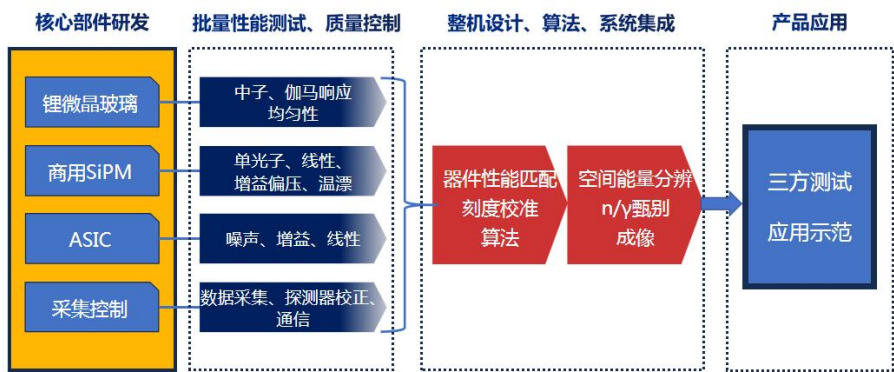 核心部件研发
批量性能测试、质量控制
整机设计、算法、系统集成
产品应用
锂微晶玻璃
中子、伽马响应
均匀性
商用SiPM
单光子、线性、
增益偏压、温漂
ASIC
噪声、增益、线性
采集控制
数据采集、探测器校正、
通信
器件性能匹配
刻度校准
算法
空间能量分辨
n/γ甄别
成像
三方测试
应用示范